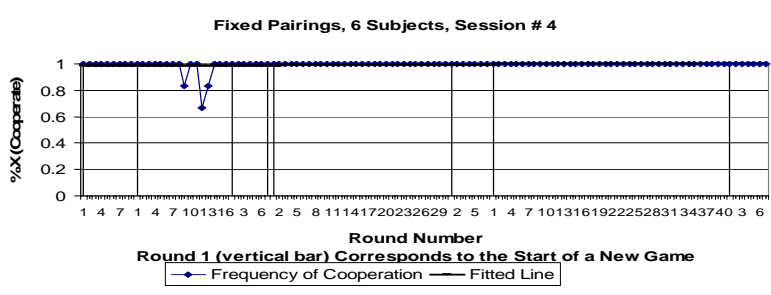 Fixed Pairings, 6 Subjects, Session # 4
%X (Cooperate)
1
0.8
0.6
0.4
0.2
0
1 4 7 1 4 7 10 13 16 3 6 2 5 8 11 14 17 20 23 26 29 2 5 1 4 7 10 13 16 19 22 25 28 31 34 37 40 3 6
Round Number
Round 1 (vertical bar) Corresponds to the Start of a New Game
Frequency of Cooperation Fitted Line